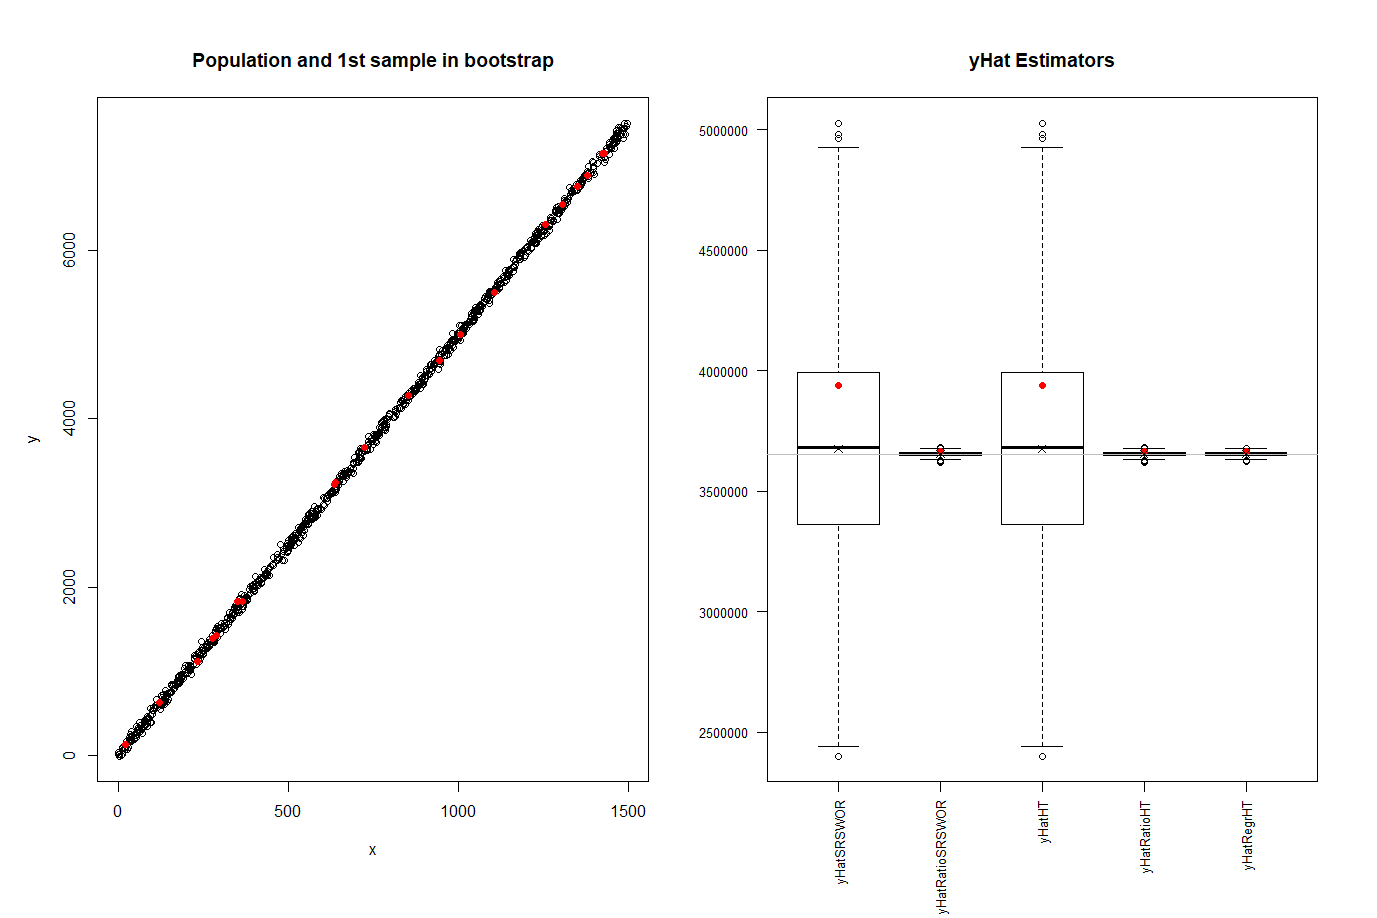 Population and 1st sample in bootstrap
y
6000
4000
2000
0
0 500 1000 1500
x
yHat Estimators
5000000
4500000
4000000
3500000
3000000
2500000
yHatSRSWOR
yHatRatioSRSWOR
yHatHT
yHatRatioHT
yHatRegrHT